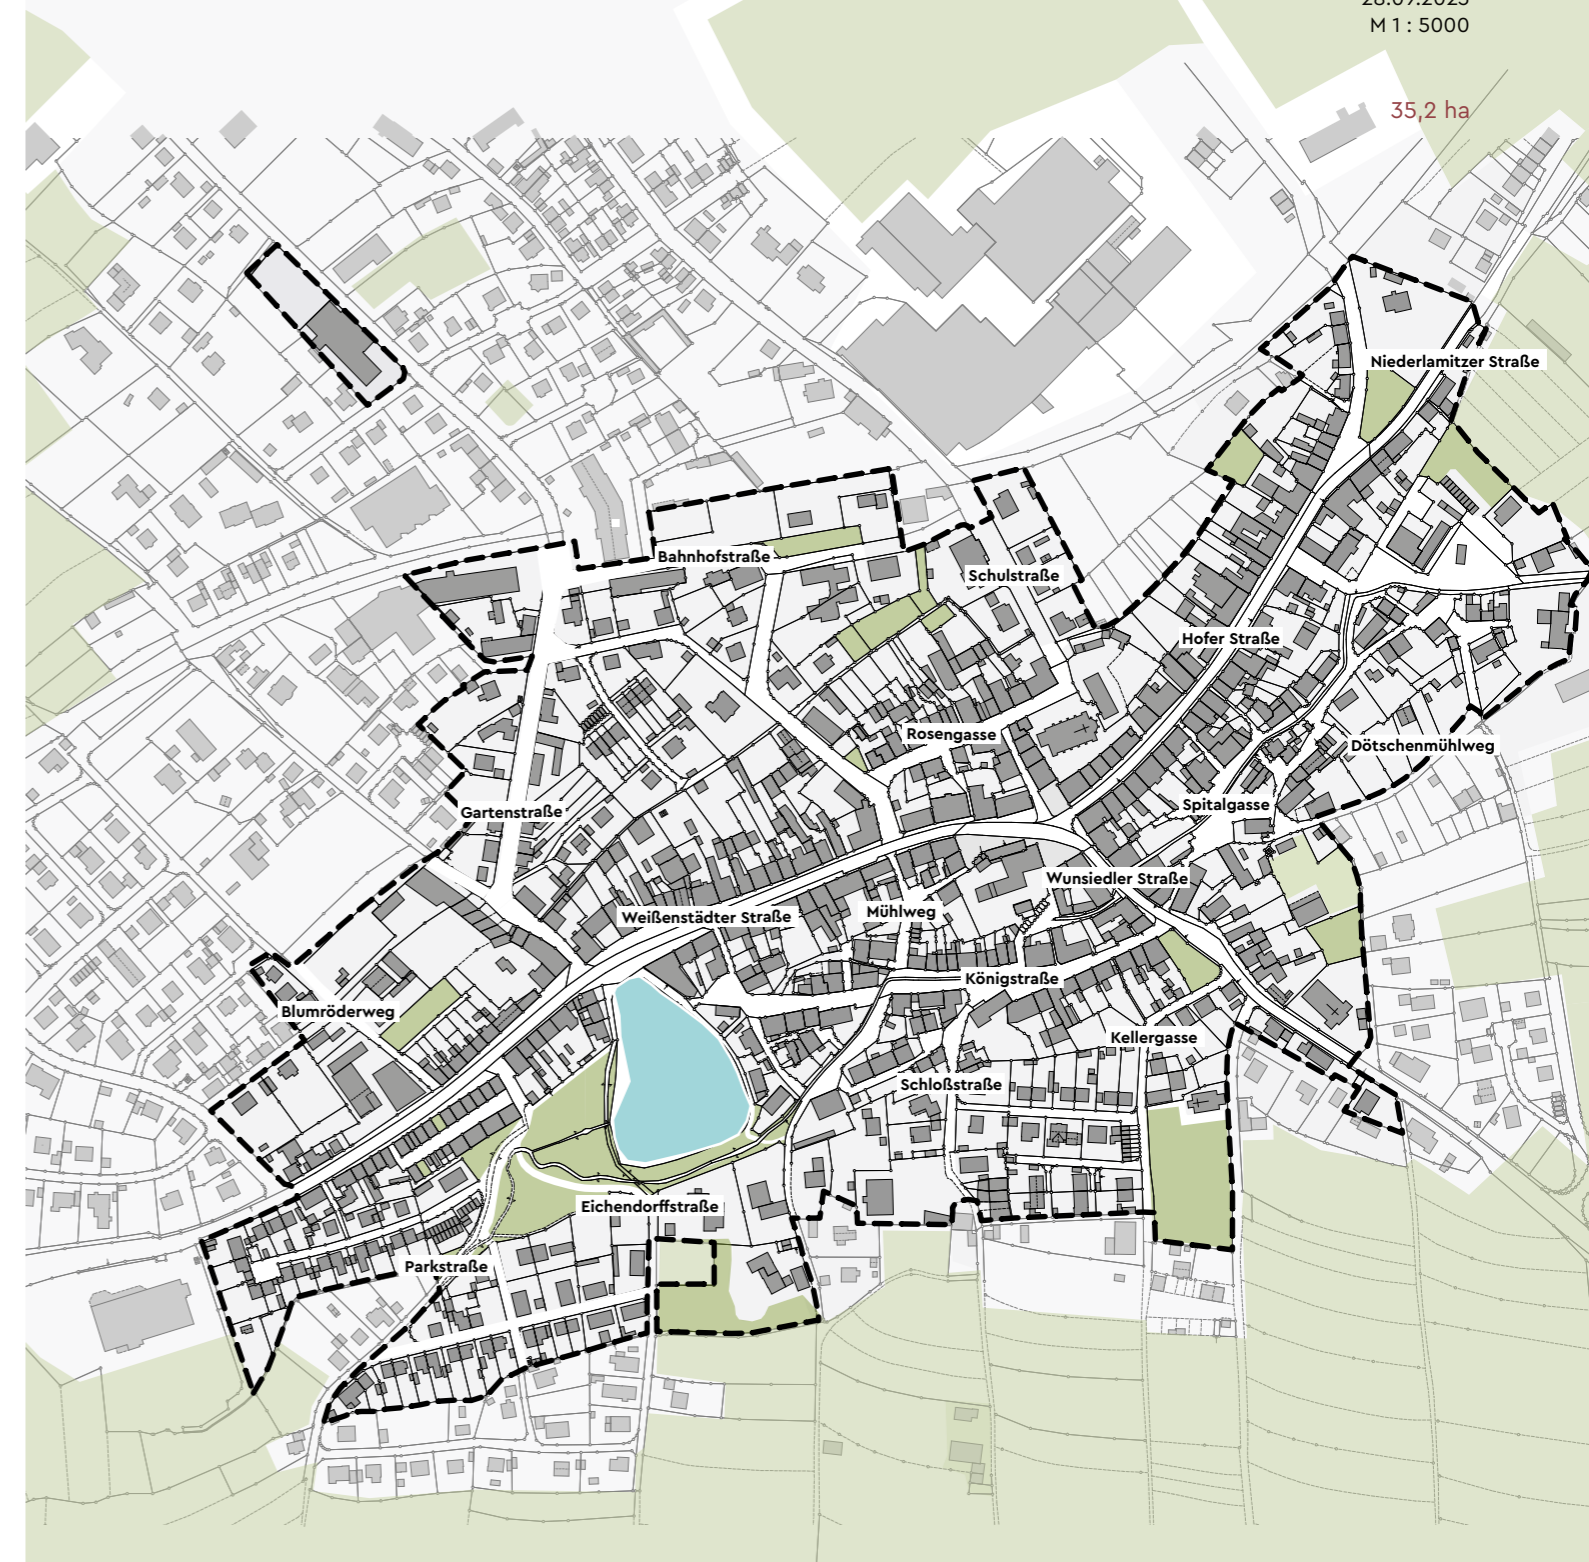 M 1 : 5000
35,2 ha
Niederlamitzer Straße
Bahnhofstraße
Schulstraße
Hofer Straße
Rosengasse
Dötschenmühlweg
Spitalgasse
Gartenstraße
Wunsiedler Straße
Mühlweg
Weißenstädter Straße
Königstraße
Blumröderweg
Kellergasse
Schloßstraße
Eichendorffstraße
Parkstraße